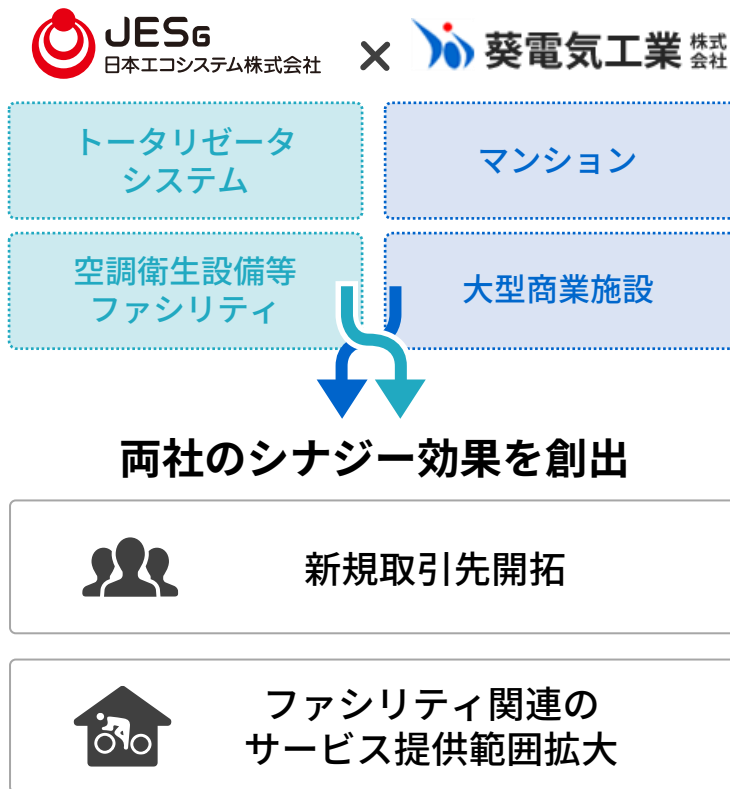 JESG
日本エコシステム株式会社
×
葵電気工業 株式会社
トータリゼータ
システム
マンション
空調衛生設備等
ファシリティ
大型商業施設
両社のシナジー効果を創出
新規取引先開拓
ファシリティ関連の
サービス提供範囲拡大